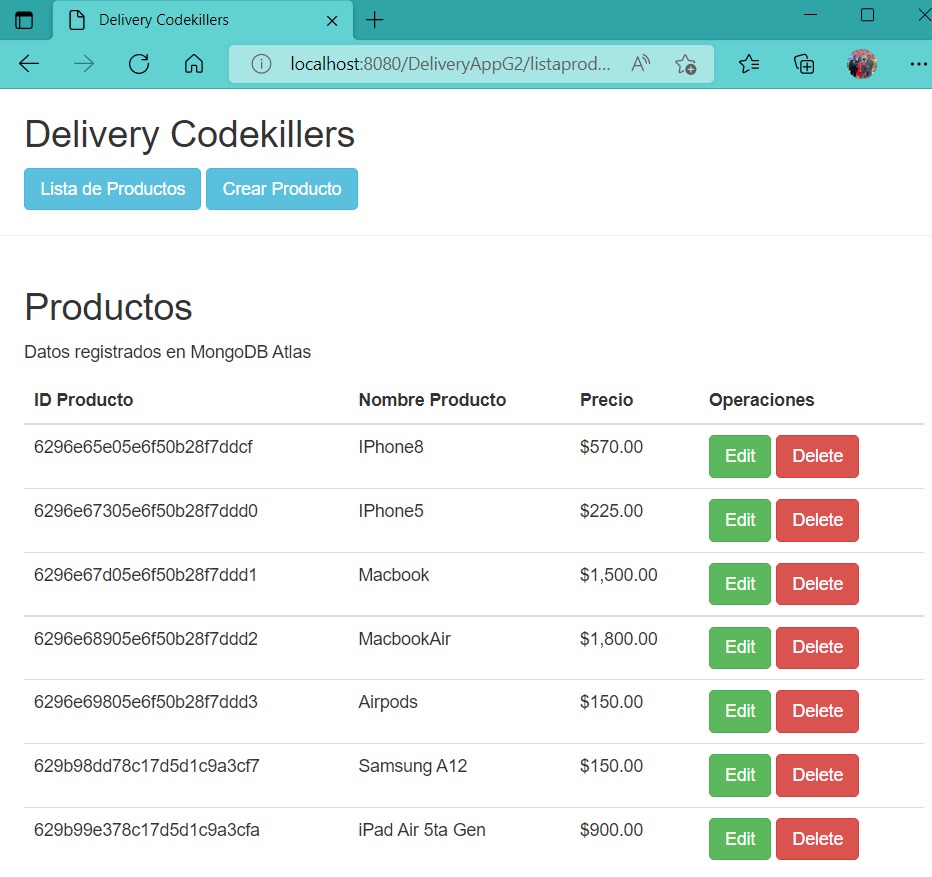 Delivery Codekillers
localhost:8080/DeliveryAppG2/listaprod...
Delivery Codekillers
Lista de Productos Crear Producto
Productos
Datos registrados en MongoDB Atlas
ID Producto Nombre Producto Precio Operaciones
6296e65e05e6f50b28f7ddcf IPhone8 $570.00 Edit Delete
6296e67305e6f50b28f7ddd0 IPhone5 $225.00 Edit Delete
6296e67d05e6f50b28f7ddd1 Macbook $1,500.00 Edit Delete
6296e68905e6f50b28f7ddd2 MacbookAir $1,800.00 Edit Delete
6296e69805e6f50b28f7ddd3 Airpods $150.00 Edit Delete
629b98dd78c17d5d1c9a3cf7 Samsung A12 $150.00 Edit Delete
629b99e378c17d5d1c9a3cfa iPad Air 5ta Gen $900.00 Edit Delete